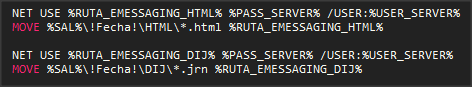 NET USE %RUTA_EMESSAGING_HTML% %PASS_SERVER% /USER:%USER_SERVER%
MOVE %SAL%\!Fecha!\HTML\*.html %RUTA_EMESSAGING_HTML%
NET USE %RUTA_EMESSAGING_DIJ% %PASS_SERVER% /USER:%USER_SERVER%
MOVE %SAL%\!Fecha!\DIJ\*.jrn %RUTA_EMESSAGING_DIJ%